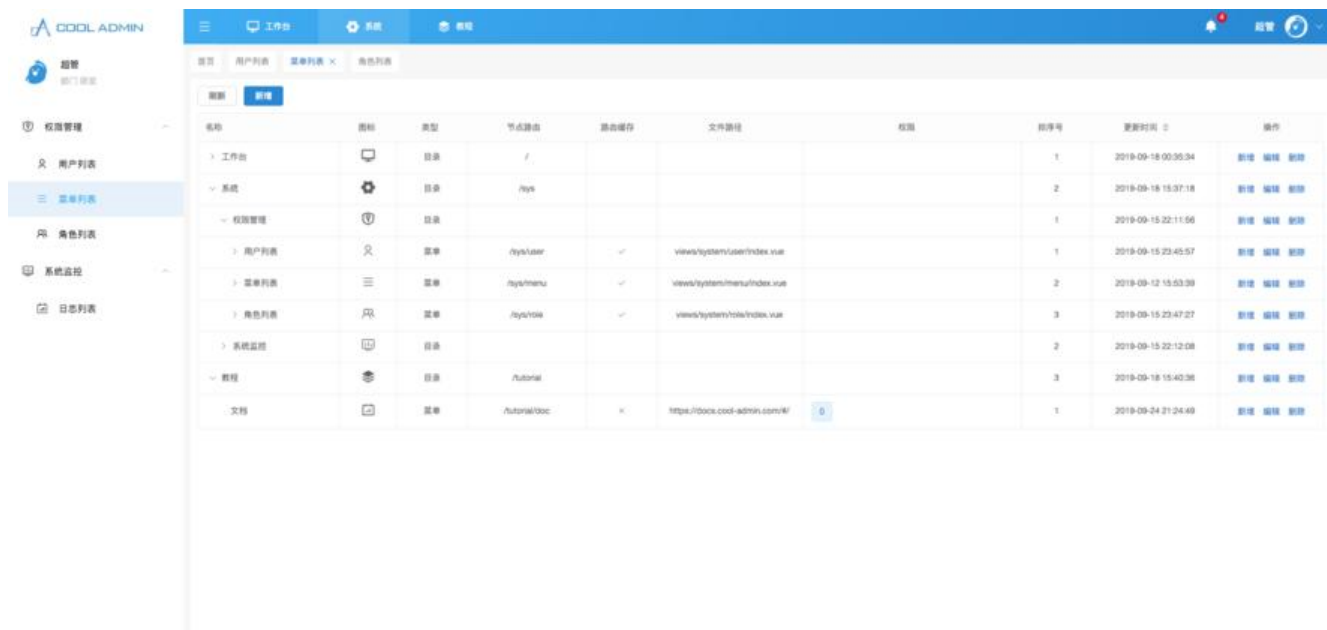 COOL ADMIN
工作台
系统
教程
4
超管
超管
部门:
首页
用户列表
菜单列表 ×
角色列表
刷新
新增
权限管理
用户列表
菜单列表
角色列表
系统监控
日志列表
名称 图标 类型 节点路由 路由缓存 文件路径 权限 排序号 更新时间 操作
工作台 目录 / 1 2019-09-18 00:35:34 新增 编辑 删除
系统 目录 /sys 2 2019-09-18 15:37:18 新增 编辑 删除
权限管理 目录 1 2019-09-15 22:11:56 新增 编辑 删除
用户列表 菜单 /sys/user views/system/user/index.vue 1 2019-09-15 23:45:57 新增 编辑 删除
菜单列表 菜单 /sys/menu views/system/menu/index.vue 2 2019-09-12 15:53:39 新增 编辑 删除
角色列表 菜单 /sys/role views/system/role/index.vue 3 2019-09-15 23:47:27 新增 编辑 删除
系统监控 目录 2 2019-09-15 22:12:08 新增 编辑 删除
教程 目录 /tutorial 3 2019-09-18 15:40:36 新增 编辑 删除
文档 菜单 /tutorial/doc https://docs.cool-admin.com/#/ 0 1 2019-09-24 21:24:49 新增 编辑 删除